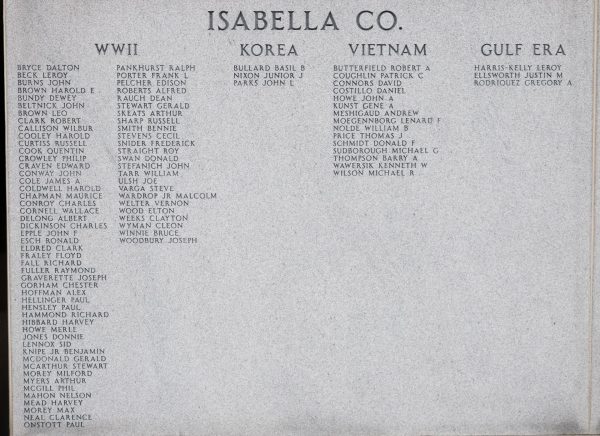 ISABELLA CO.
WWII
BRYCE DALTON
BECK LEROY
BURNS JOHN
BROWN HAROLD E
BUNDY DEWEY
BELTNICK JOHN
BROWN LEO
CLARK ROBERT
CALLISON WILBUR
COOLEY HAROLD
CURTISS RUSSELL
COOK QUENTIN
CROWLEY PHILIP
CRAVEN EDWARD
CONWAY JOHN
COLE JAMES A
COLDWELL HAROLD
CHAPMAN MAURICE
CONROY CHARLES
CORNELL WALLACE
DELONG ALBERT
DICKINSON CHARLES
EPPLE JOHN F
ESCH RONALD
ELDRED CLARK
FRALEY FLOYD
FALL RICHARD
FULLER RAYMOND
GRAVERETTE JOSEPH
GORHAM CHESTER
HOFFMAN ALEX
HELLINGER PAUL
HENSLEY PAUL
HAMMOND RICHARD
HIBBARD HARVEY
HOWE MERLE
JONES DONNIE
LENNOX SID
KNIPE JR BENJAMIN
MCDONALD GERALD
MCARTHUR STEWART
MOREY MILFORD
MYERS ARTHUR
MCGILL PHIL
MAHON NELSON
MEAD HARVEY
MOREY MAX
NEAL CLARENCE
ONSTOTT PAUL
PANKHURST RALPH
PORTER FRANK L
PELCHER EDISON
ROBERTS ALFRED
RAUCH DEAN
STEWART GERALD
SKEATS ARTHUR
SHARP RUSSELL
SMITH BENNIE
STEVENS CECIL
SNIDER FREDERICK
STRAIGHT ROY
SWAN DONALD
STEFANICH JOHN
TARR WILLIAM
ULSH JOE
VARGA STEVE
WARDROP JR MALCOLM
WELTER VERNON
WOOD ELTON
WEEKS CLAYTON
WYMAN CLEON
WINNIE BRUCE
WOODBURY JOSEPH
KOREA
BULLARD BASIL B
NIXON JUNIOR J
PARKS JOHN L
VIETNAM
BUTTERFIELD ROBERT A
COUGHLIN PATRICK C
CONNORS DAVID
COSTILLO DANIEL
HOWE JOHN A
KUNST GENE A
MESHIGAUD ANDREW
MOEGENNBORG LENARD F
NOLDE WILLIAM B
PRICE THOMAS J
SCHMIDT DONALD F
SUDBOROUGH MICHAEL G
THOMPSON BARRY A
WAWERSIK KENNETH W
WILSON MICHAEL R
GULF ERA
HARRIS-KELLY LEROY
ELLSWORTH JUSTIN M
RODRIQUEZ GREGORY A